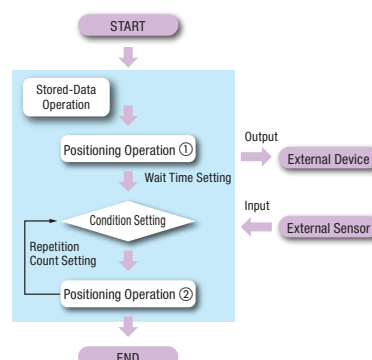 START
Stored-Data
Operation
Positioning Operation ①
Output
External Device
Wait Time Setting
Input
Condition Setting
External Sensor
Repetition
Count Setting
Positioning Operation ②
END